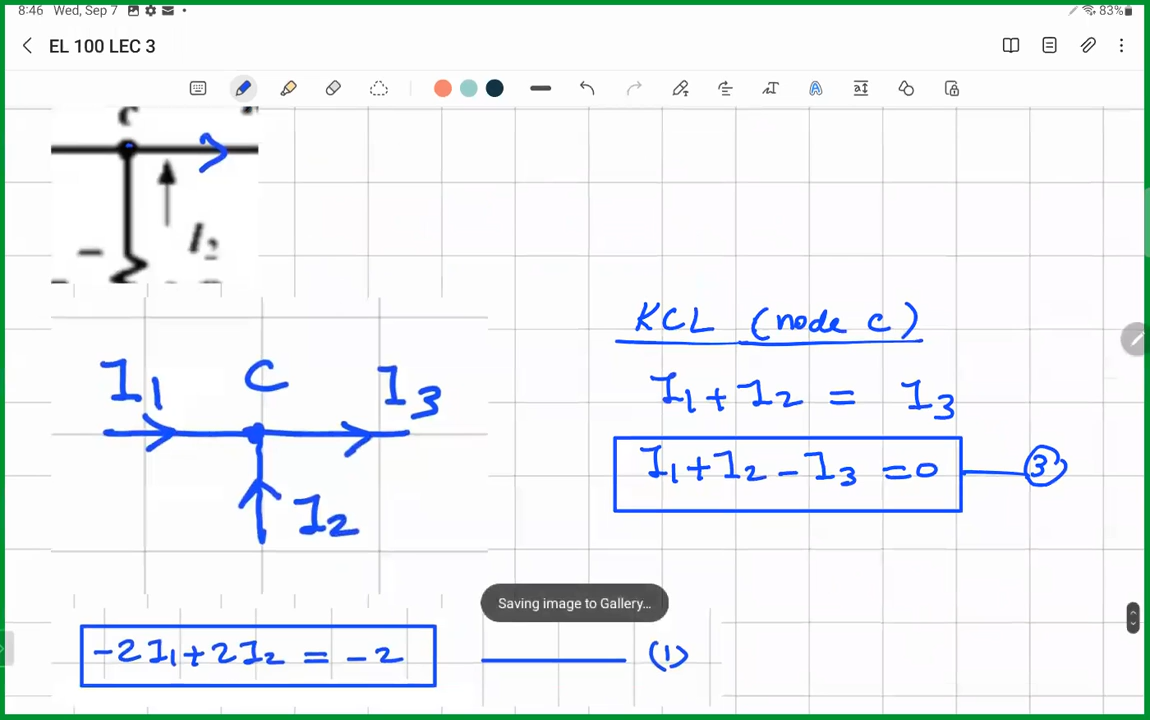 8:46 Wed, Sep 7
83%
EL 100 LEC 3
c
I₂
−
I₁ C I₃
I₂
KCL (node c)
I₁ + I₂ = I₃
I₁ + I₂ − I₃ = 0 ③
Saving image to Gallery...
-2I₁ + 2I₂ = -2 (1)